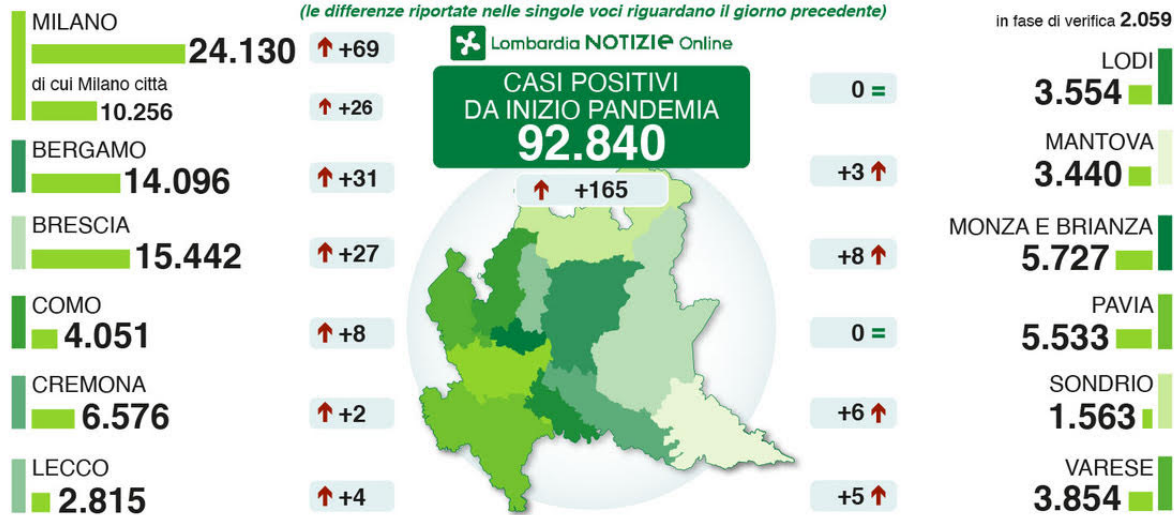 (le differenze riportate nelle singole voci riguardano il giorno precedente)
Lombardia NOTIZIE Online
CASI POSITIVI
DA INIZIO PANDEMIA
92.840
+165
MILANO
24.130
+69
di cui Milano città
10.256
+26
BERGAMO
14.096
+31
BRESCIA
15.442
+27
COMO
4.051
+8
CREMONA
6.576
+2
LECCO
2.815
+4
in fase di verifica 2.059
LODI
0 =
3.554
MANTOVA
+3
3.440
MONZA E BRIANZA
+8
5.727
PAVIA
0 =
5.533
SONDRIO
+6
1.563
VARESE
+5
3.854